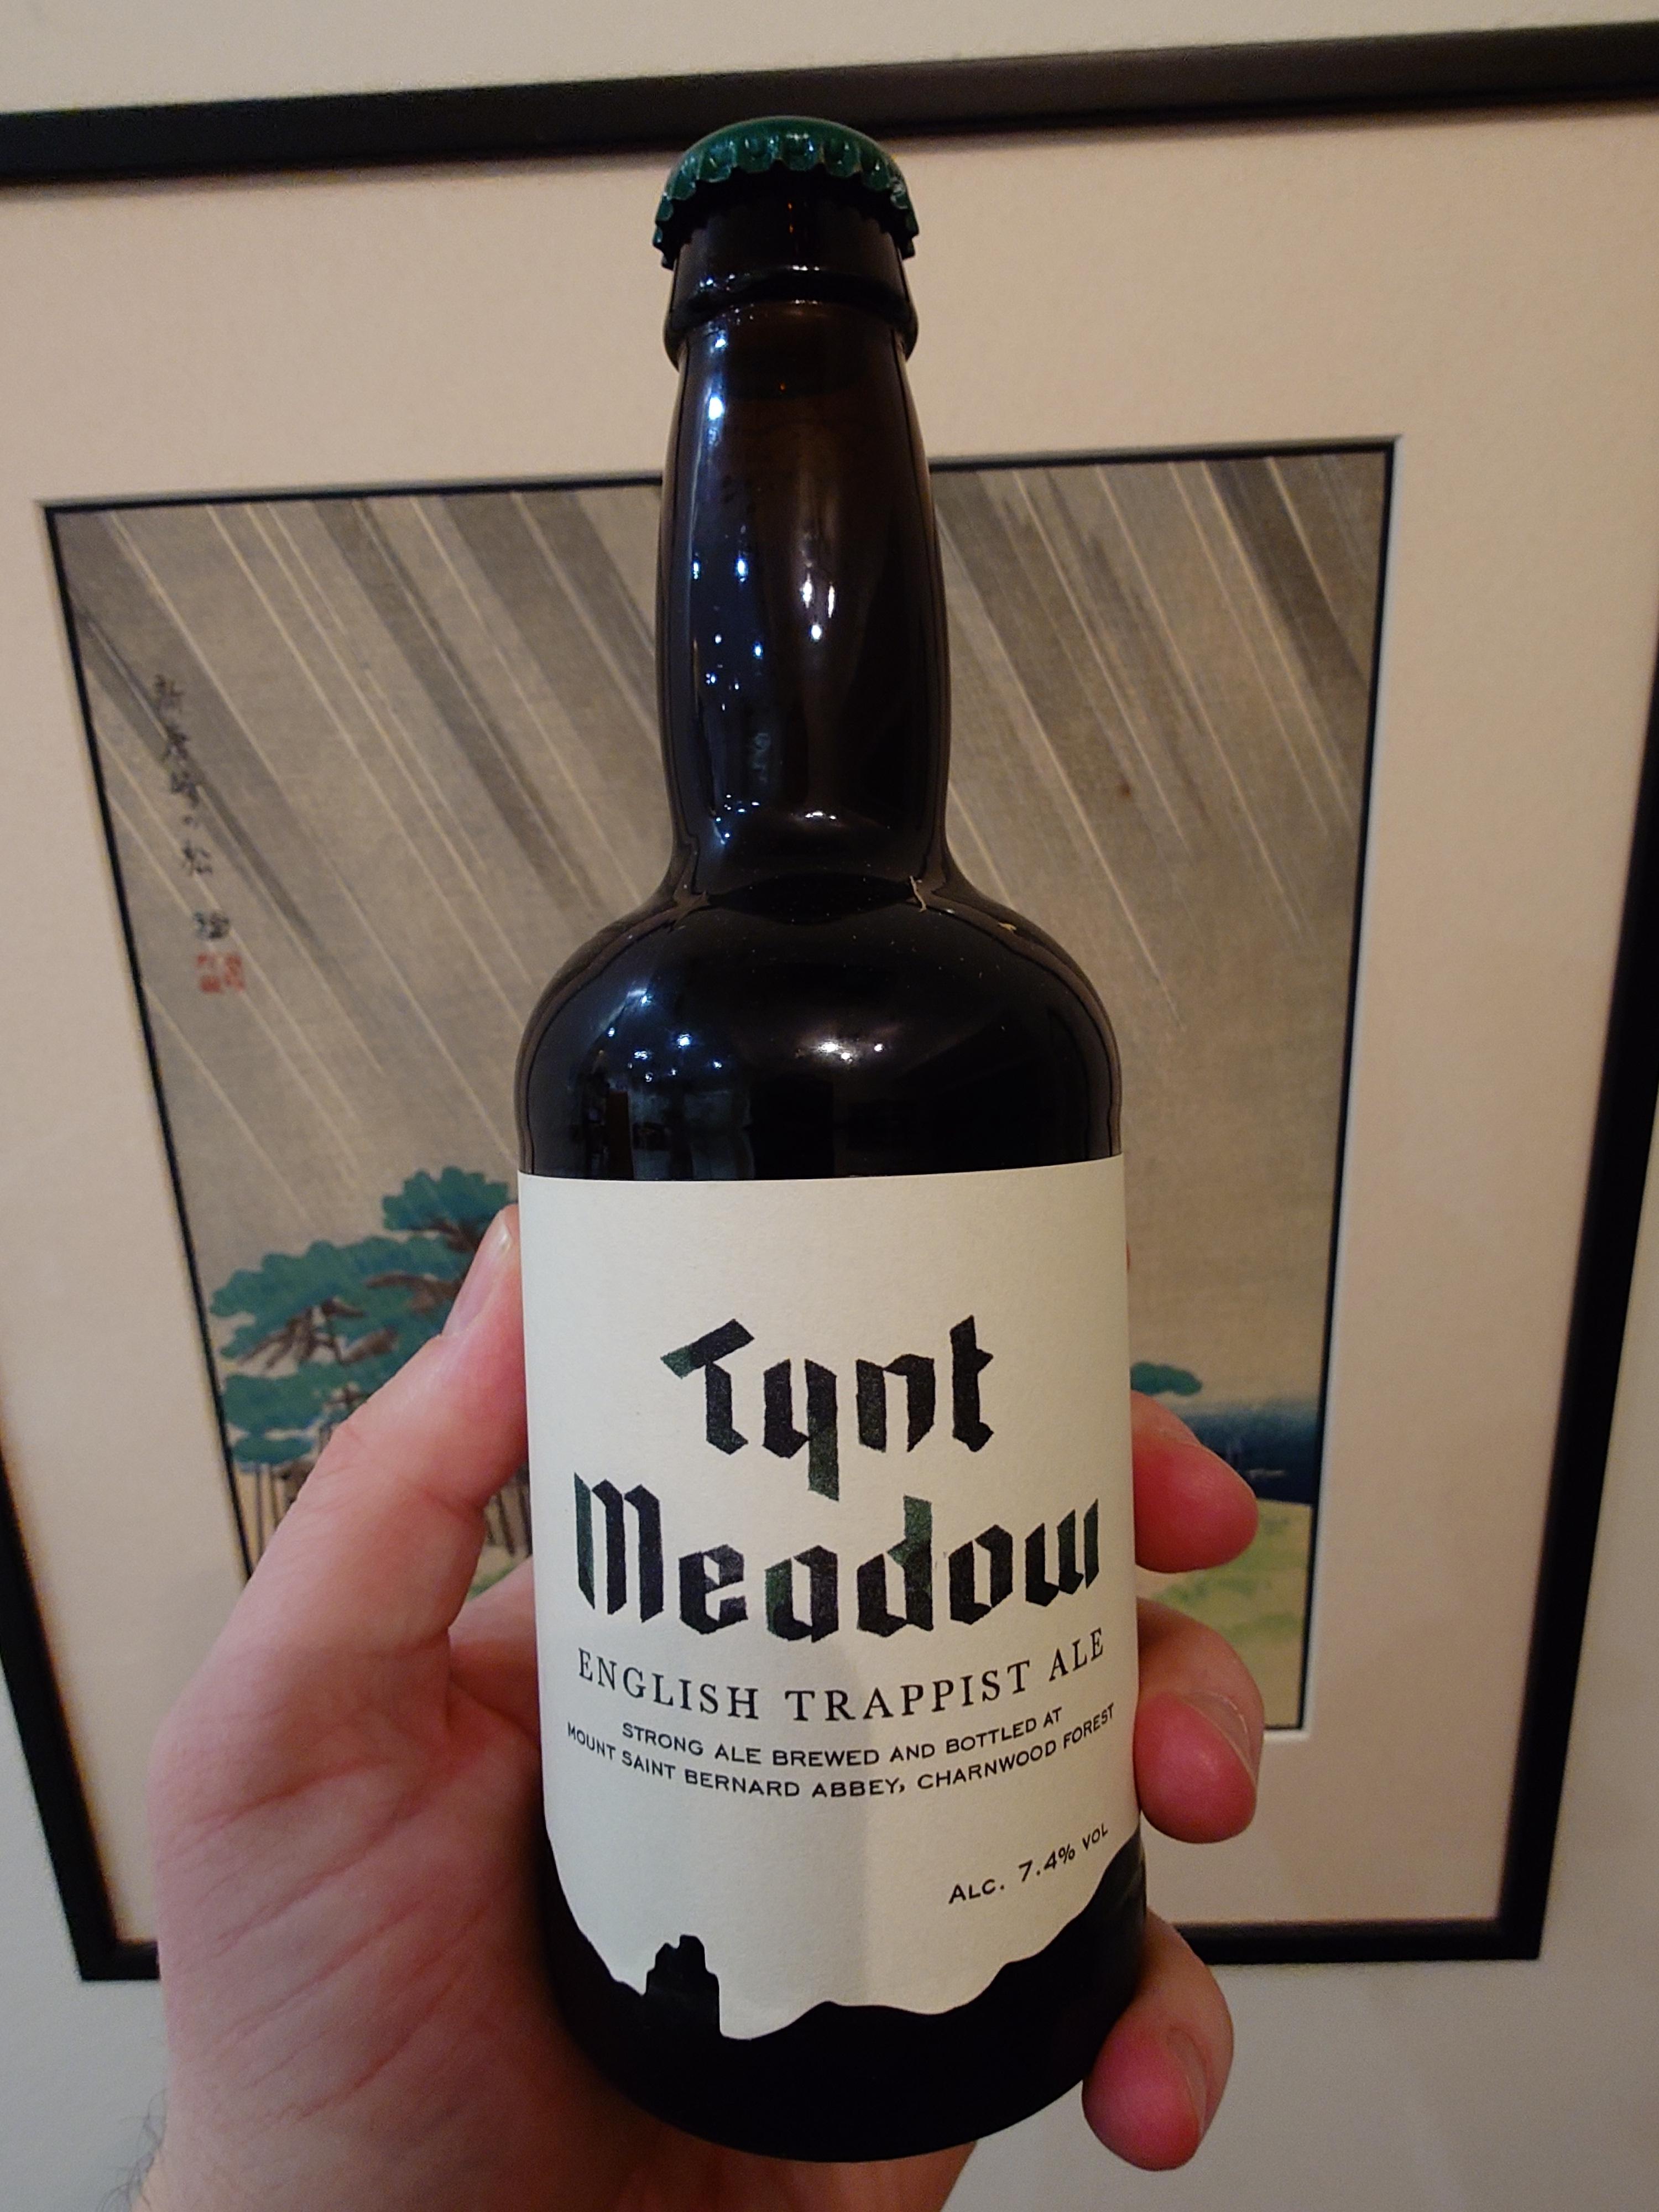 Tynt
Meadow
ENGLISH TRAPPIST ALE
STRONG ALE BREWED AND BOTTLED AT
MOUNT SAINT BERNARD ABBEY, CHARNWOOD FOREST
ALC. 7.4% VOL